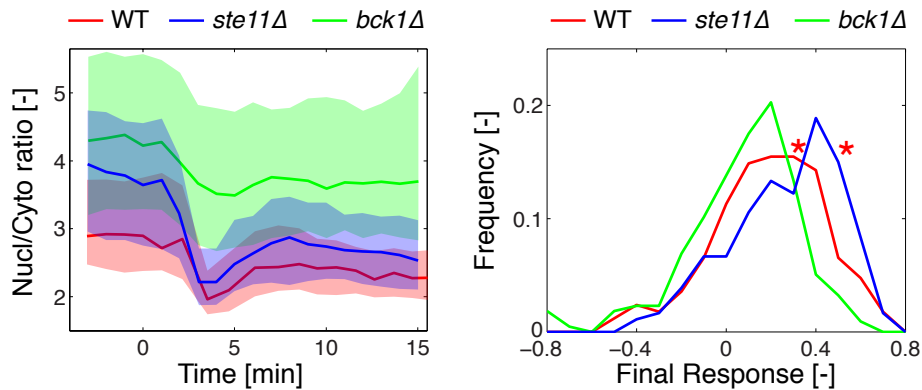 WT ste11Δ bck1Δ
WT ste11Δ bck1Δ
Nucl/Cyto ratio [-]
5
4
3
2
0 5 10 15
Time [min]
Frequency [-]
0.2
0.1
0
* *
−0.8 −0.4 0 0.4 0.8
Final Response [-]